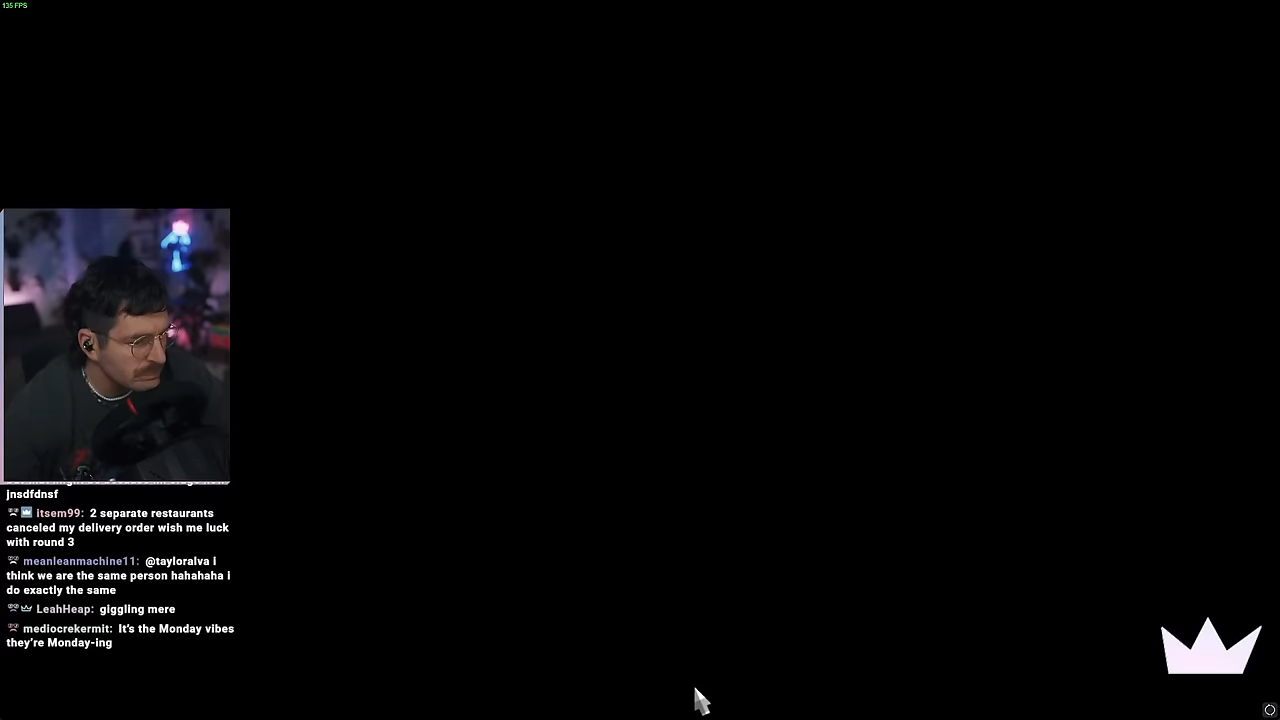 135 FPS
jnsdfdnsf
itsem99: 2 separate restaurants
canceled my delivery order wish me luck
with round 3
meanleanmachine11: @tayloralva I
think we are the same person hahahaha i
do exactly the same
LeahHeap: giggling mere
mediocrekermit: It's the Monday vibes
they're Monday-ing